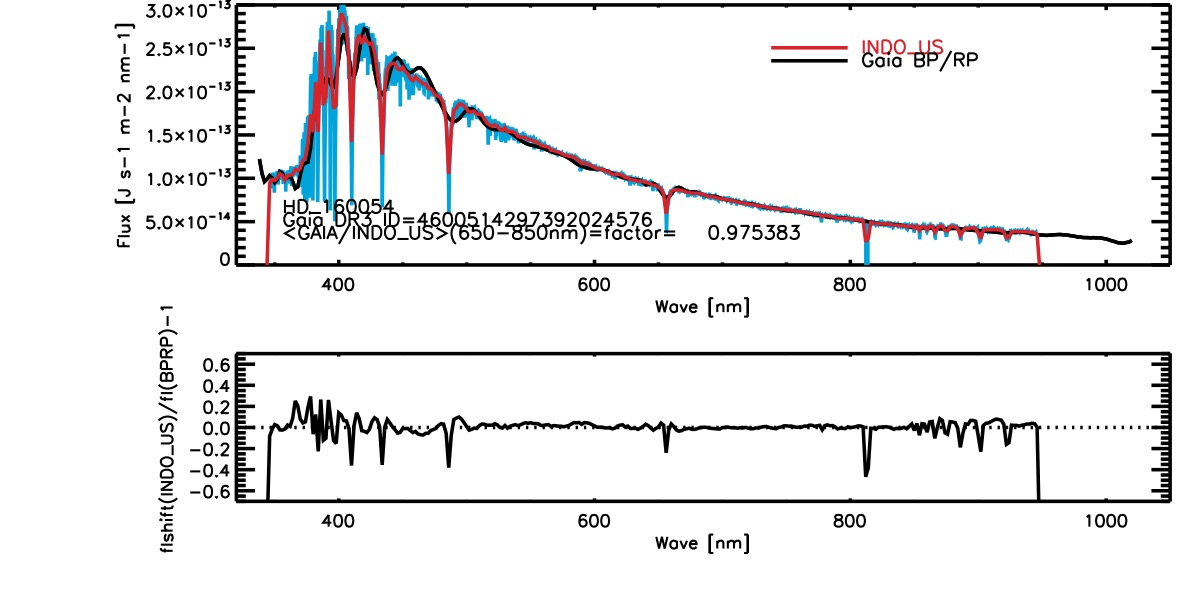 3.0×10−13
2.5×10−13
2.0×10−13
1.5×10−13
1.0×10−13
5.0×10−14
0
Flux [J s−1 m−2 nm−1]
INDO_US
Gaia BP/RP
HD_160054
Gaia DR3 ID=4600514297392024576
<GAIA/INDO_US>(650−850nm)=factor= 0.975383
400 600 800 1000
Wave [nm]
0.6
0.4
0.2
0.0
−0.2
−0.4
−0.6
flshift(INDO_US)/fl(BPRP)−1
400 600 800 1000
Wave [nm]